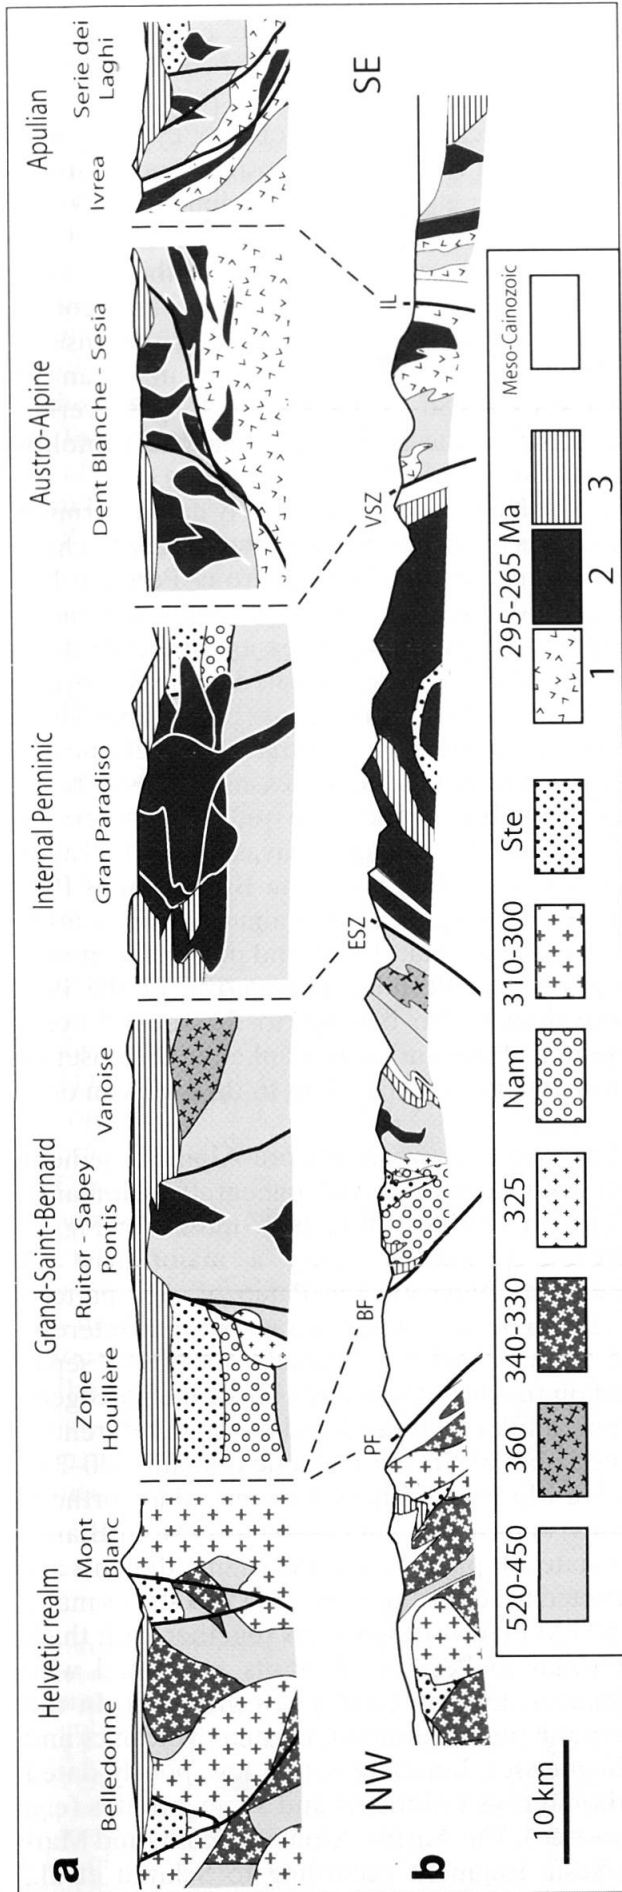 a
Helvetic realm
Grand-Saint-Bernard
Internal Penninic
Austro-Alpine
Apulian
Belledonne
Mont
Blanc
Zone
Houillère
Ruitor - Sapey
Pontis
Vanoise
Gran Paradiso
Dent Blanche - Sesia
Ivrea
Serie dei
Laghi
b
NW
SE
PF
BF
ESZ
VSZ
IL
10 km
520-450
360
340-330
325
Nam
310-300
Ste
295-265 Ma
Meso-Cainozoic
1
2
3